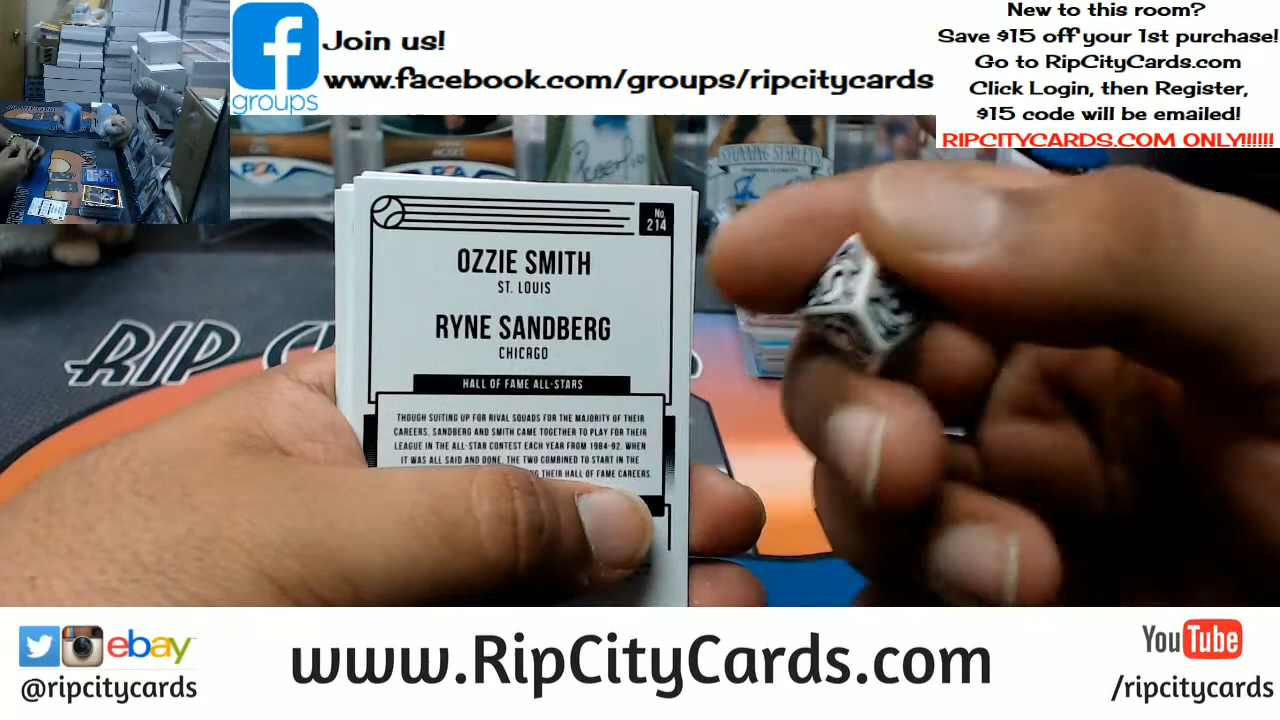 Join us!
www.facebook.com/groups/ripcitycards
groups
New to this room?
Save $15 off your 1st purchase!
Go to RipCityCards.com
Click Login, then Register,
$15 code will be emailed!
RIPCITYCARDS.COM ONLY!!!!!!
PSA
STUNNING STARLETS
RIP C
No.
214
OZZIE SMITH
ST. LOUIS
RYNE SANDBERG
CHICAGO
HALL OF FAME ALL-STARS
THOUGH SUITING UP FOR RIVAL SQUADS FOR THE MAJORITY OF THEIR
CAREERS, SANDBERG AND SMITH CAME TOGETHER TO PLAY FOR THEIR
LEAGUE IN THE ALL-STAR CONTEST EACH YEAR FROM 1984-92. WHEN
IT WAS ALL SAID AND DONE, THE TWO COMBINED TO START IN THE
THEIR HALL OF FAME CAREERS.
ebay
@ripcitycards
www.RipCityCards.com
YouTube
/ripcitycards